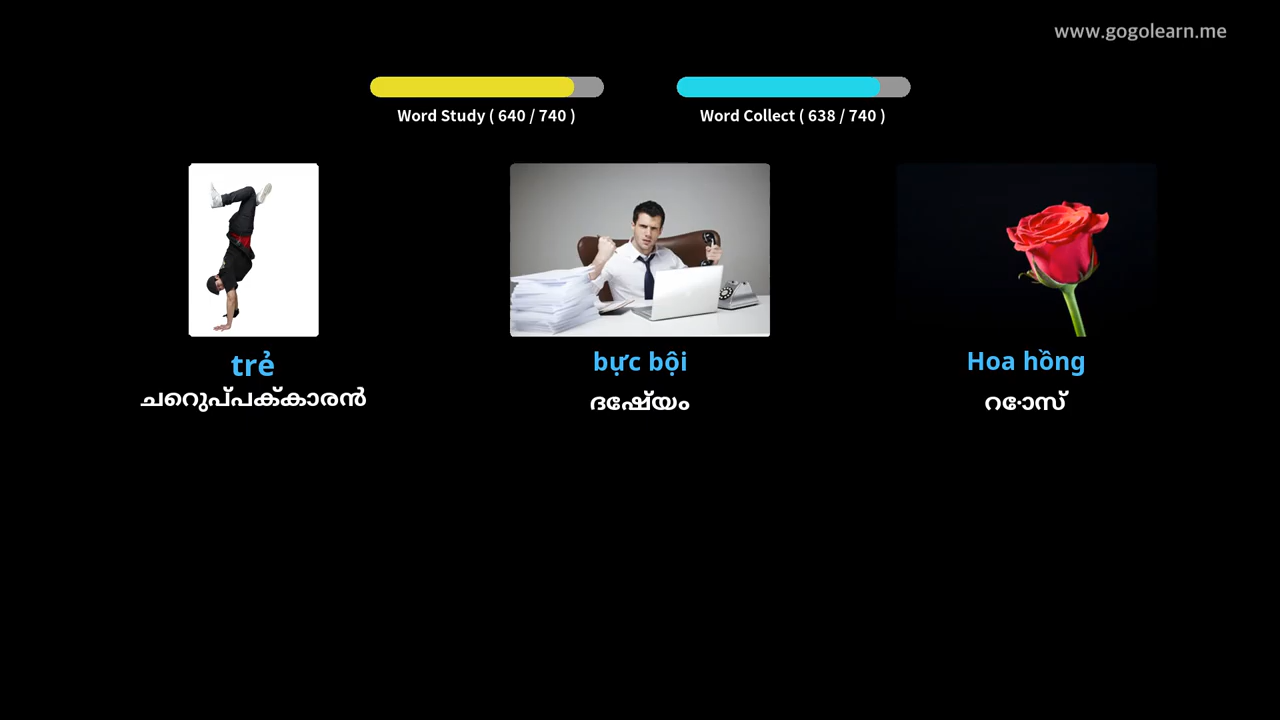 www.gogolearn.me
Word Study ( 640 / 740 )
Word Collect ( 638 / 740 )
trẻ
bực bội
Hoa hồng
ചെറുപ്പക്കാരൻ
ദേഷ്യം
റോസ്